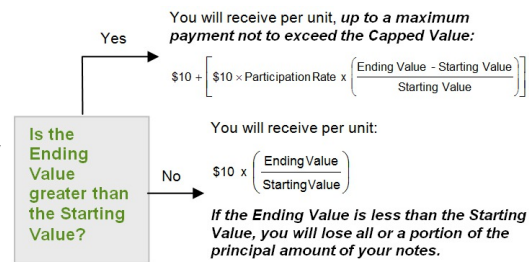 Yes
You will receive per unit, up to a maximum
payment not to exceed the Capped Value:
$10 + [ $10 × Participation Rate x ( Ending Value - Starting Value
Starting Value ) ]
Is the
Ending
Value
greater than
the Starting
Value?
No
You will receive per unit:
$10 x ( Ending Value
Starting Value )
If the Ending Value is less than the Starting
Value, you will lose all or a portion of the
principal amount of your notes.